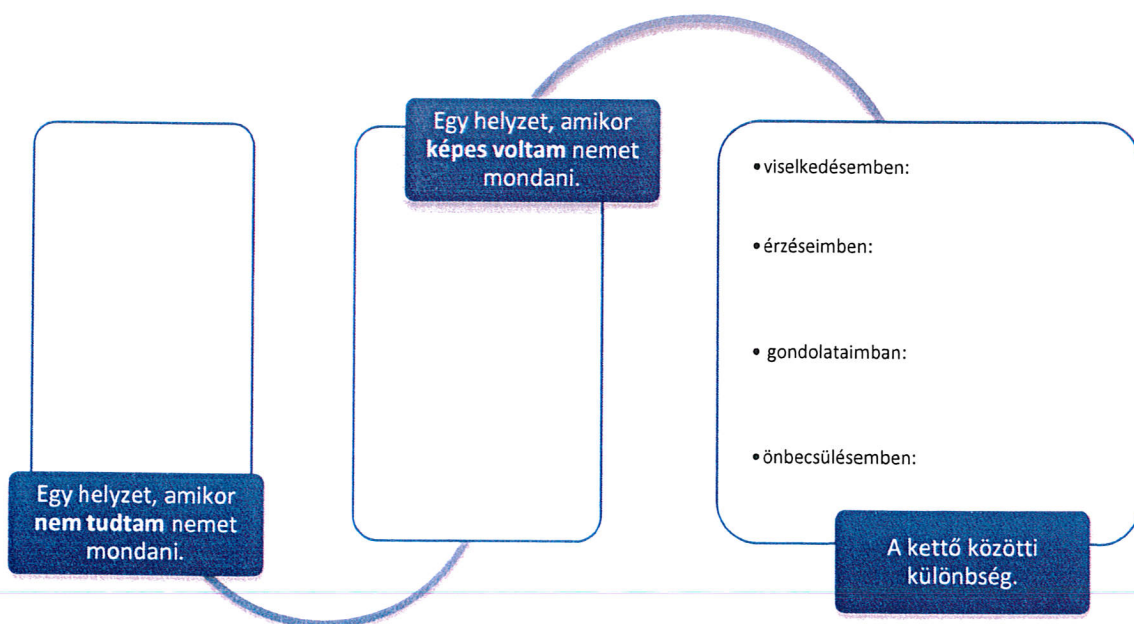 Egy helyzet, amikor
nem tudtam nemet
mondani.
Egy helyzet, amikor
képes voltam nemet
mondani.
•viselkedésemben:
•érzéseimben:
• gondolataimban:
•önbecsülésemben:
A kettő közötti
különbség.